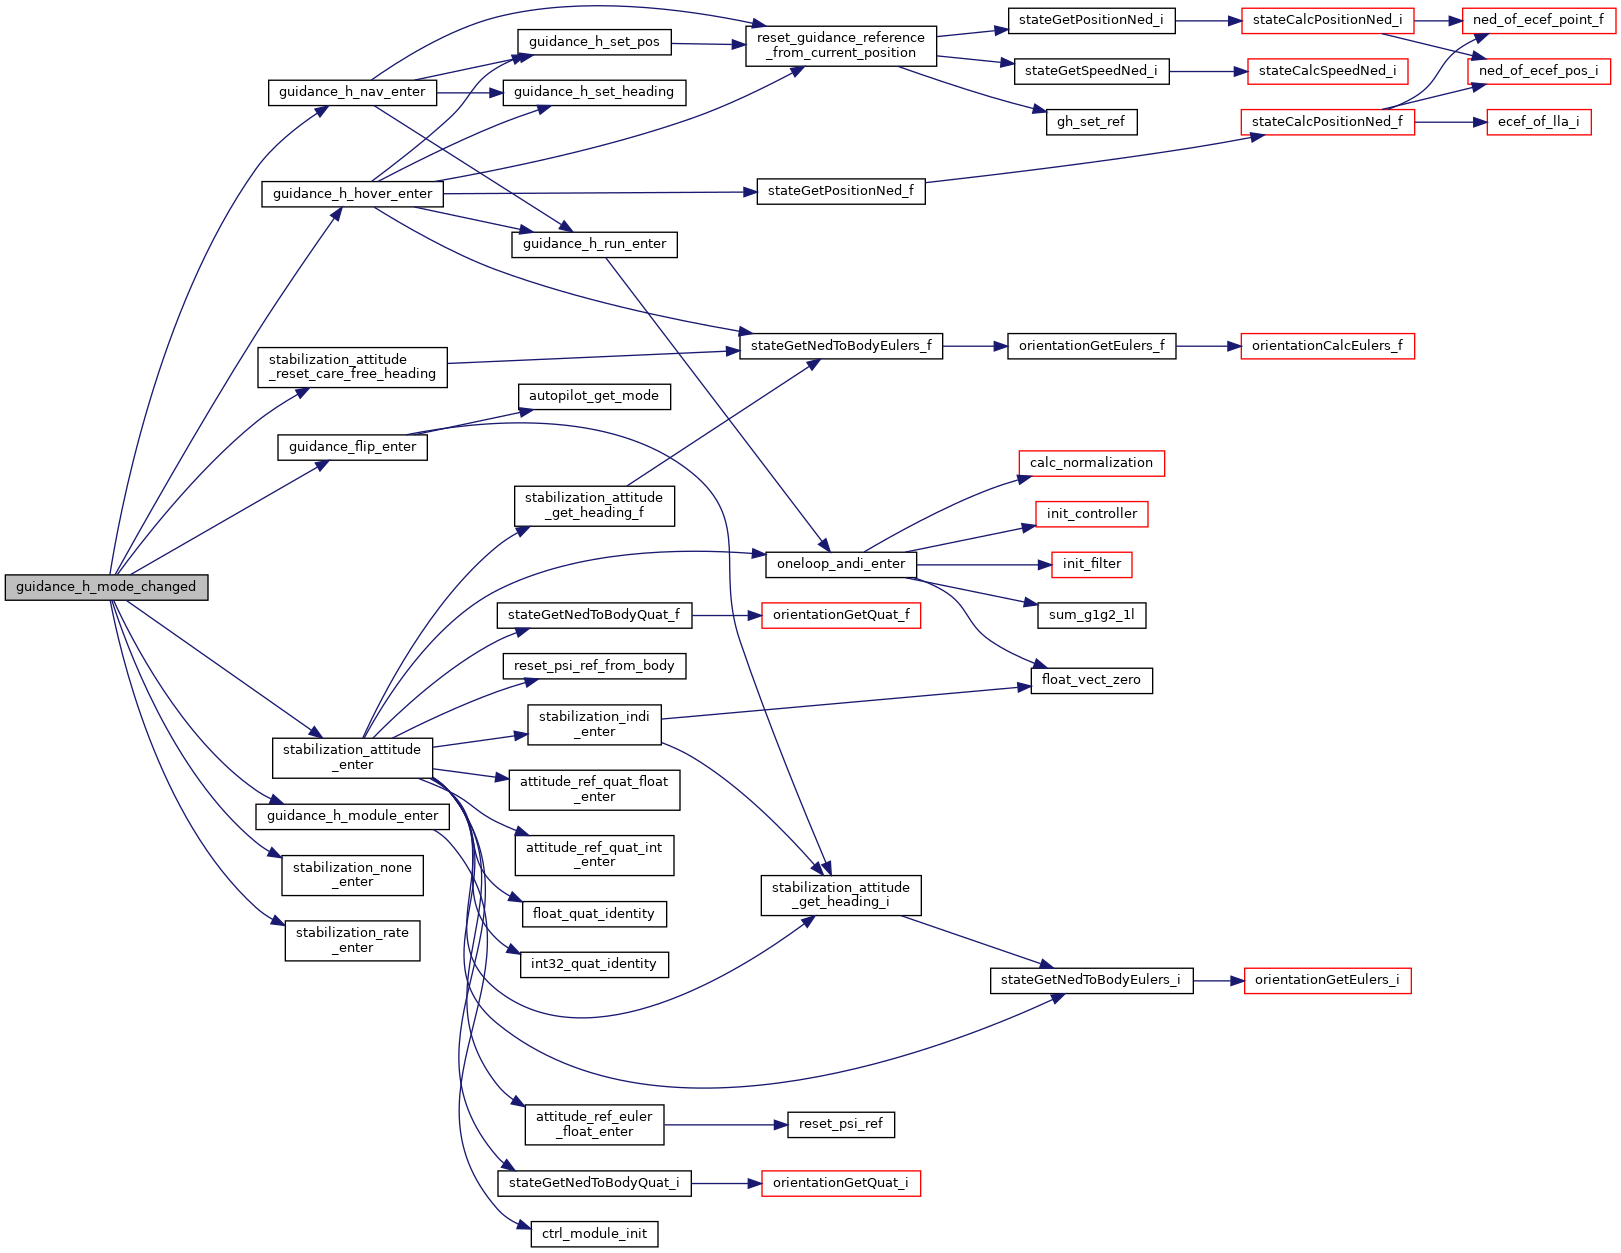 guidance_h_mode_changed
guidance_h_nav_enter
guidance_h_hover_enter
stabilization_attitude
_reset_care_free_heading
guidance_flip_enter
stabilization_attitude
_enter
guidance_h_module_enter
stabilization_none
_enter
stabilization_rate
_enter
guidance_h_set_pos
guidance_h_set_heading
guidance_h_run_enter
autopilot_get_mode
stabilization_attitude
_get_heading_f
stateGetNedToBodyQuat_f
reset_psi_ref_from_body
stabilization_indi
_enter
attitude_ref_quat_float
_enter
attitude_ref_quat_int
_enter
float_quat_identity
int32_quat_identity
attitude_ref_euler
_float_enter
stateGetNedToBodyQuat_i
ctrl_module_init
reset_guidance_reference
_from_current_position
stateGetPositionNed_f
stateGetNedToBodyEulers_f
oneloop_andi_enter
orientationGetQuat_f
stabilization_attitude
_get_heading_i
reset_psi_ref
orientationGetQuat_i
stateGetPositionNed_i
stateGetSpeedNed_i
gh_set_ref
orientationGetEulers_f
calc_normalization
init_controller
init_filter
sum_g1g2_1l
float_vect_zero
stateGetNedToBodyEulers_i
stateCalcPositionNed_i
stateCalcSpeedNed_i
stateCalcPositionNed_f
orientationCalcEulers_f
orientationGetEulers_i
ned_of_ecef_point_f
ned_of_ecef_pos_i
ecef_of_lla_i